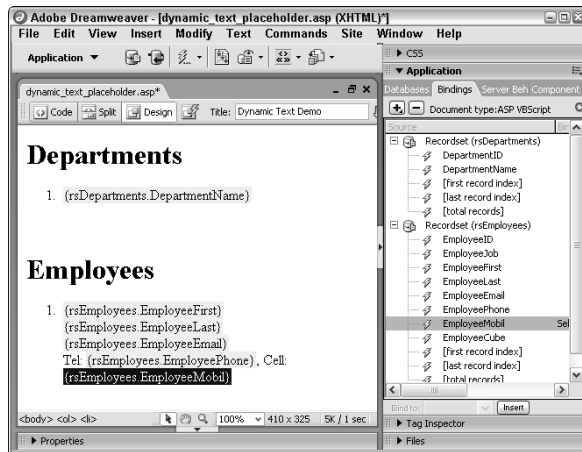 Adobe Dreamweaver - [dynamic_text_placeholder.asp (XHTML)*]
File Edit View Insert Modify Text Commands Site Window Help
Application
dynamic_text_placeholder.asp*
Code Split Design Title: Dynamic Text Demo
Departments
1. {rsDepartments.DepartmentName}
Employees
1. {rsEmployees.EmployeeFirst}
{rsEmployees.EmployeeLast}
{rsEmployees.EmployeeEmail}
Tel: {rsEmployees.EmployeePhone}, Cell:
{rsEmployees.EmployeeMobil}
<body> <ol> <li> 100% 410 x 325 5K / 1 sec
Properties
CSS
Application
Databases Bindings Server Beh Component
Document type:ASP VBScript
Source Bir
Recordset (rsDepartments)
DepartmentID
DepartmentName
[first record index]
[last record index]
[total records]
Recordset (rsEmployees)
EmployeeID
EmployeeJob
EmployeeFirst
EmployeeLast
EmployeeEmail
EmployeePhone
EmployeeMobil Sel
EmployeeCube
[first record index]
[last record index]
[total records]
Bind to: Insert
Tag Inspector
Files